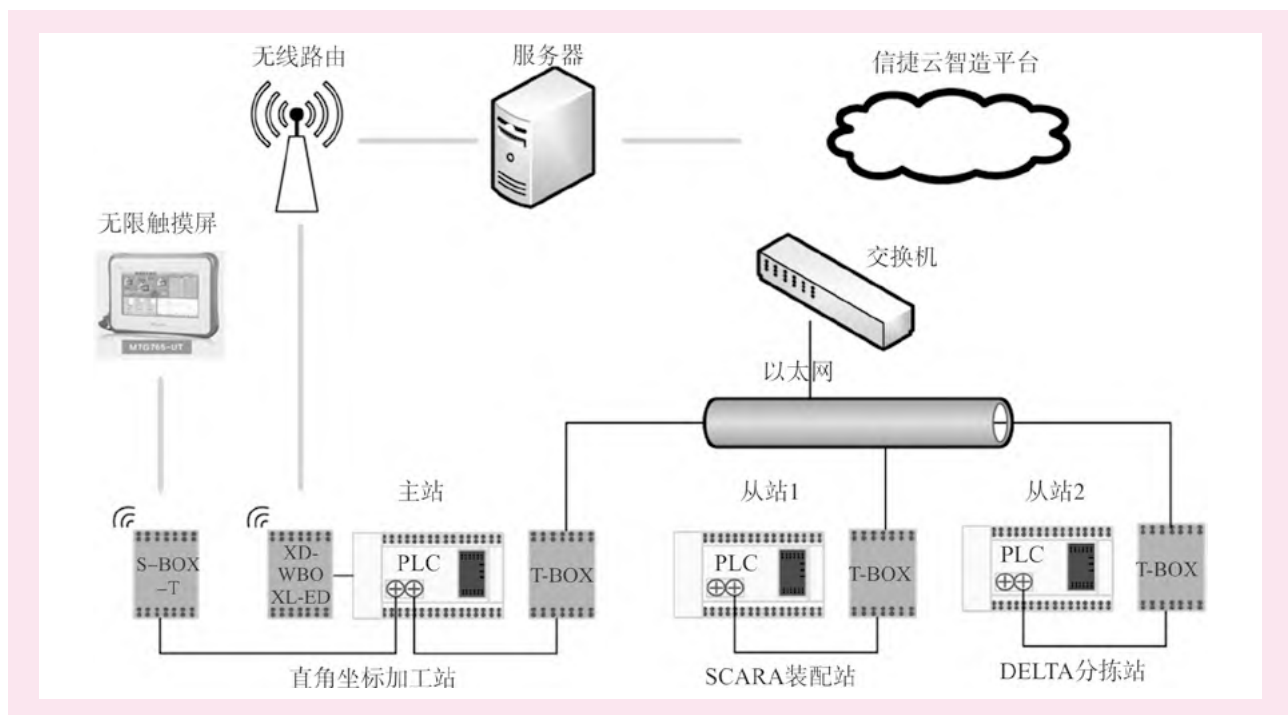 无线路由
服务器
信捷云智造平台
无限触摸屏
MTG765-UT
交换机
以太网
主站
从站1
从站2
S-BOX
-T
XD-
WBO
XL-ED
PLC
T-BOX
PLC
T-BOX
PLC
T-BOX
直角坐标加工站
SCARA装配站
DELTA分拣站